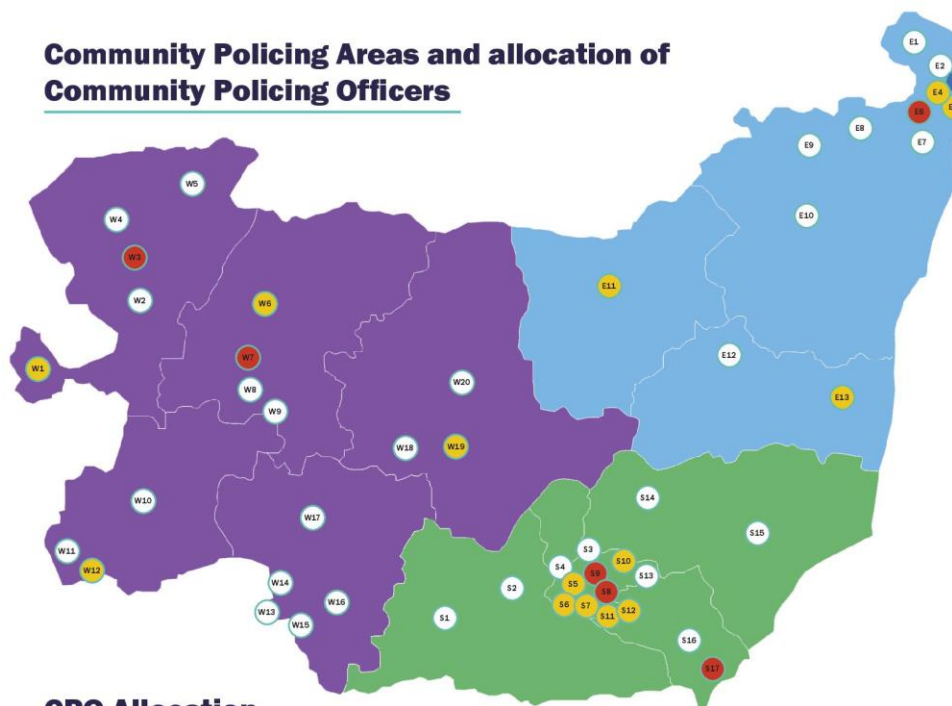 Community Policing Areas and allocation of
Community Policing Officers
E1
E2
E4
E6
E7
E8
E9
E10
W5
W4
W3
W2
W6
E11
W7
W1
W8
W9
E12
W20
E13
W18
W19
W10
W17
S14
S15
W11
W12
S3
S4
S10
S9
S13
S5
S8
W14
S2
W16
S6
S7
S12
W13
W15
S1
S11
S16
S17
CPO Allocation